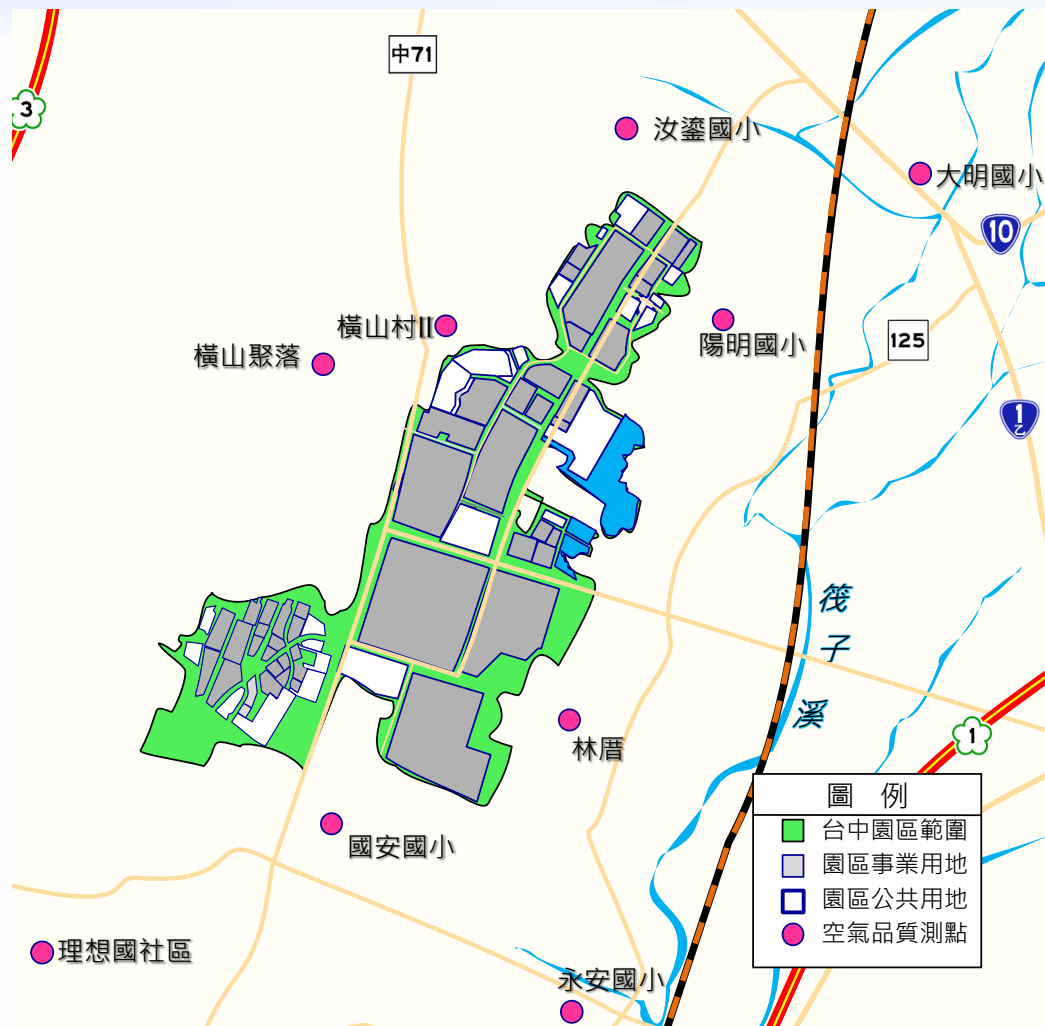 中71
3
汝鎏國小
大明國小
10
橫山村II
陽明國小
125
橫山聚落
1
乙
筏
子
溪
1
林厝
圖 例
台中園區範圍
園區事業用地
園區公共用地
空氣品質測點
國安國小
理想國社區
永安國小